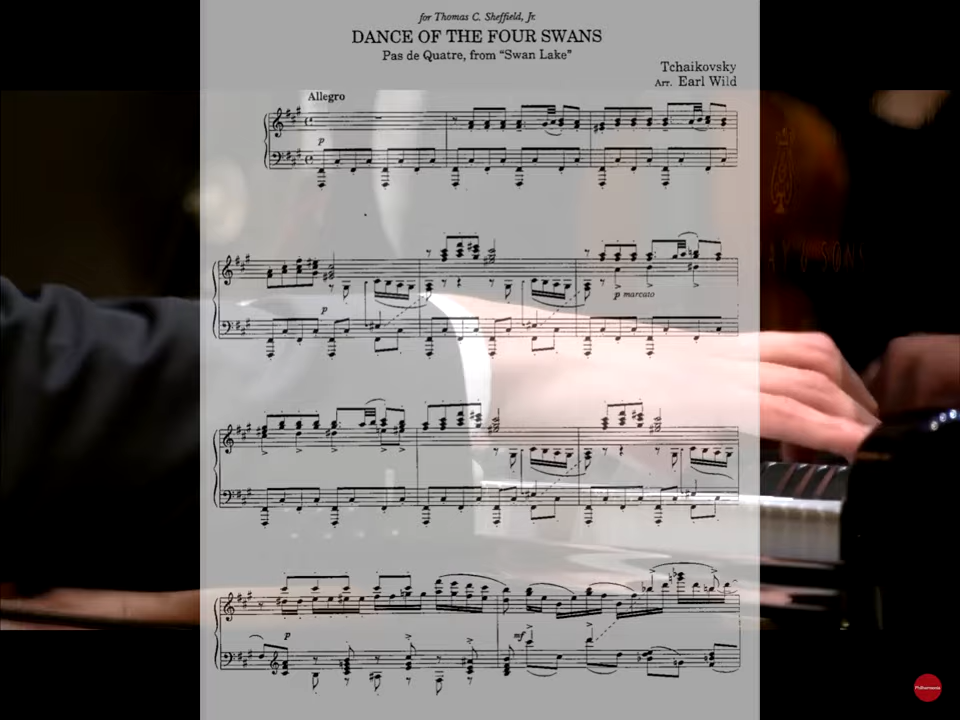 for Thomas C. Sheffield, Jr.
DANCE OF THE FOUR SWANS
Pas de Quatre, from "Swan Lake"
Tchaikovsky
Arr. Earl Wild
Allegro
p
p
p marcato
p
mf
Philharmonie